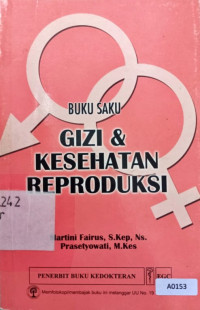 BUKU SAKU
GIZI &
KESEHATAN
REPRODUKSI
Martini Fairus, S.Kep, Ns.
Prasetyowati, M.Kes
PENERBIT BUKU KEDOKTERAN EGC
A0153
242